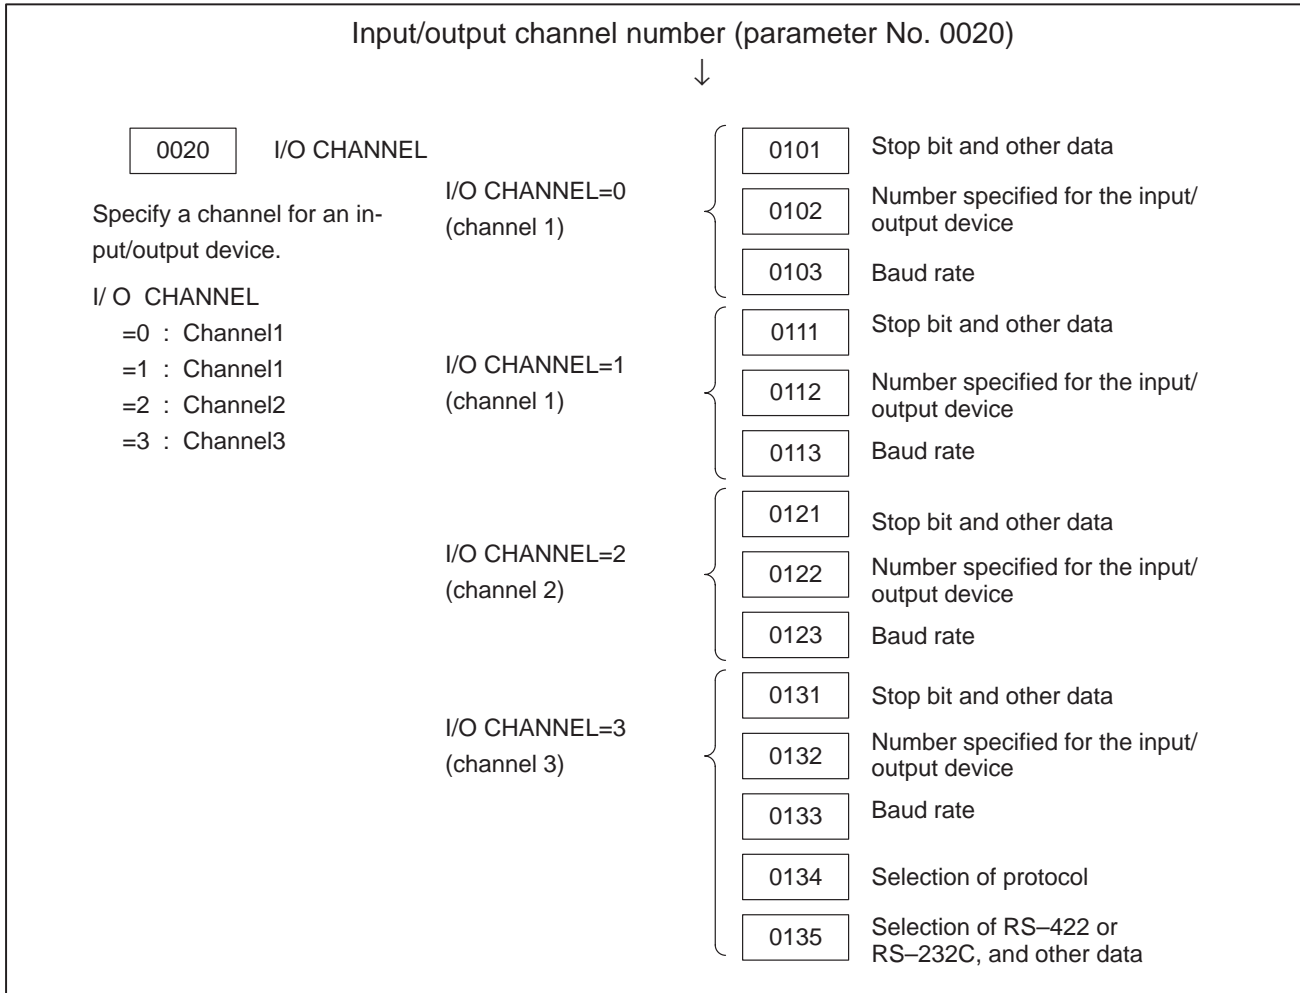 Input/output channel number (parameter No. 0020)
↓
0020 I/O CHANNEL
Specify a channel for an in-
put/output device.
I/ O CHANNEL
=0 : Channel1
=1 : Channel1
=2 : Channel2
=3 : Channel3
I/O CHANNEL=0
(channel 1)
0101 Stop bit and other data
0102 Number specified for the input/
output device
0103 Baud rate
I/O CHANNEL=1
(channel 1)
0111 Stop bit and other data
0112 Number specified for the input/
output device
0113 Baud rate
I/O CHANNEL=2
(channel 2)
0121 Stop bit and other data
0122 Number specified for the input/
output device
0123 Baud rate
I/O CHANNEL=3
(channel 3)
0131 Stop bit and other data
0132 Number specified for the input/
output device
0133 Baud rate
0134 Selection of protocol
0135 Selection of RS–422 or
RS–232C, and other data